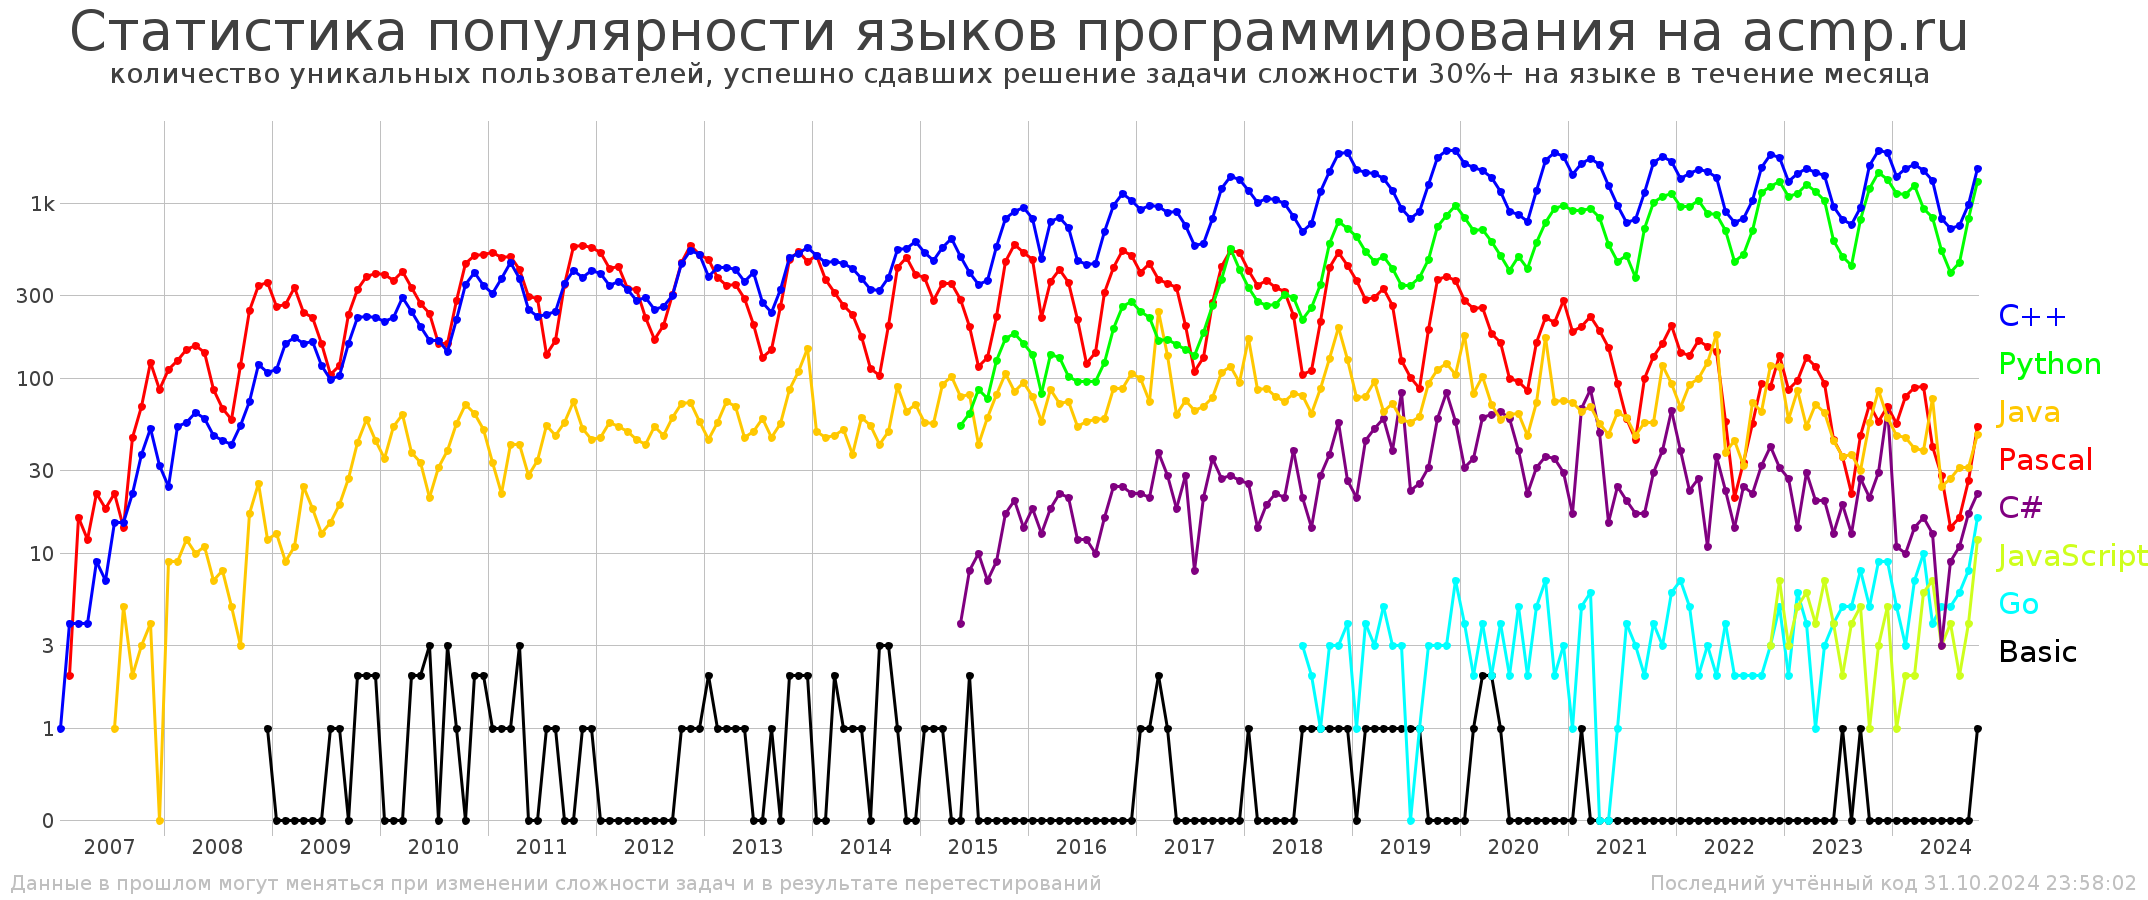 Статистика популярности языков программирования на acmp.ru
количество уникальных пользователей, успешно сдавших решение задачи сложности 30%+ на языке в течение месяца
1k
300
100
30
10
3
1
0
C++
Python
Java
Pascal
C#
JavaScript
Go
Basic
2007 2008 2009 2010 2011 2012 2013 2014 2015 2016 2017 2018 2019 2020 2021 2022 2023 2024
Данные в прошлом могут меняться при изменении сложности задач и в результате перетестирований
Последний учтённый код 31.10.2024 23:58:02